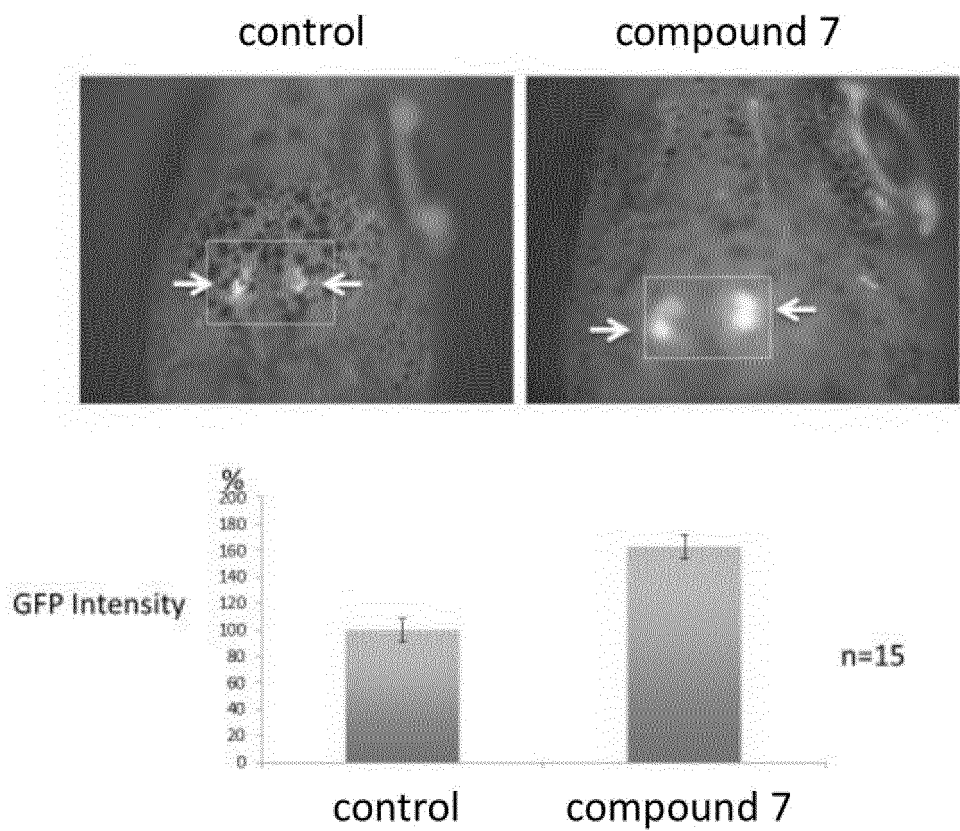 control
compound 7
%
200
180
160
140
120
100
80
60
40
20
0
GFP Intensity
n=15
control
compound 7